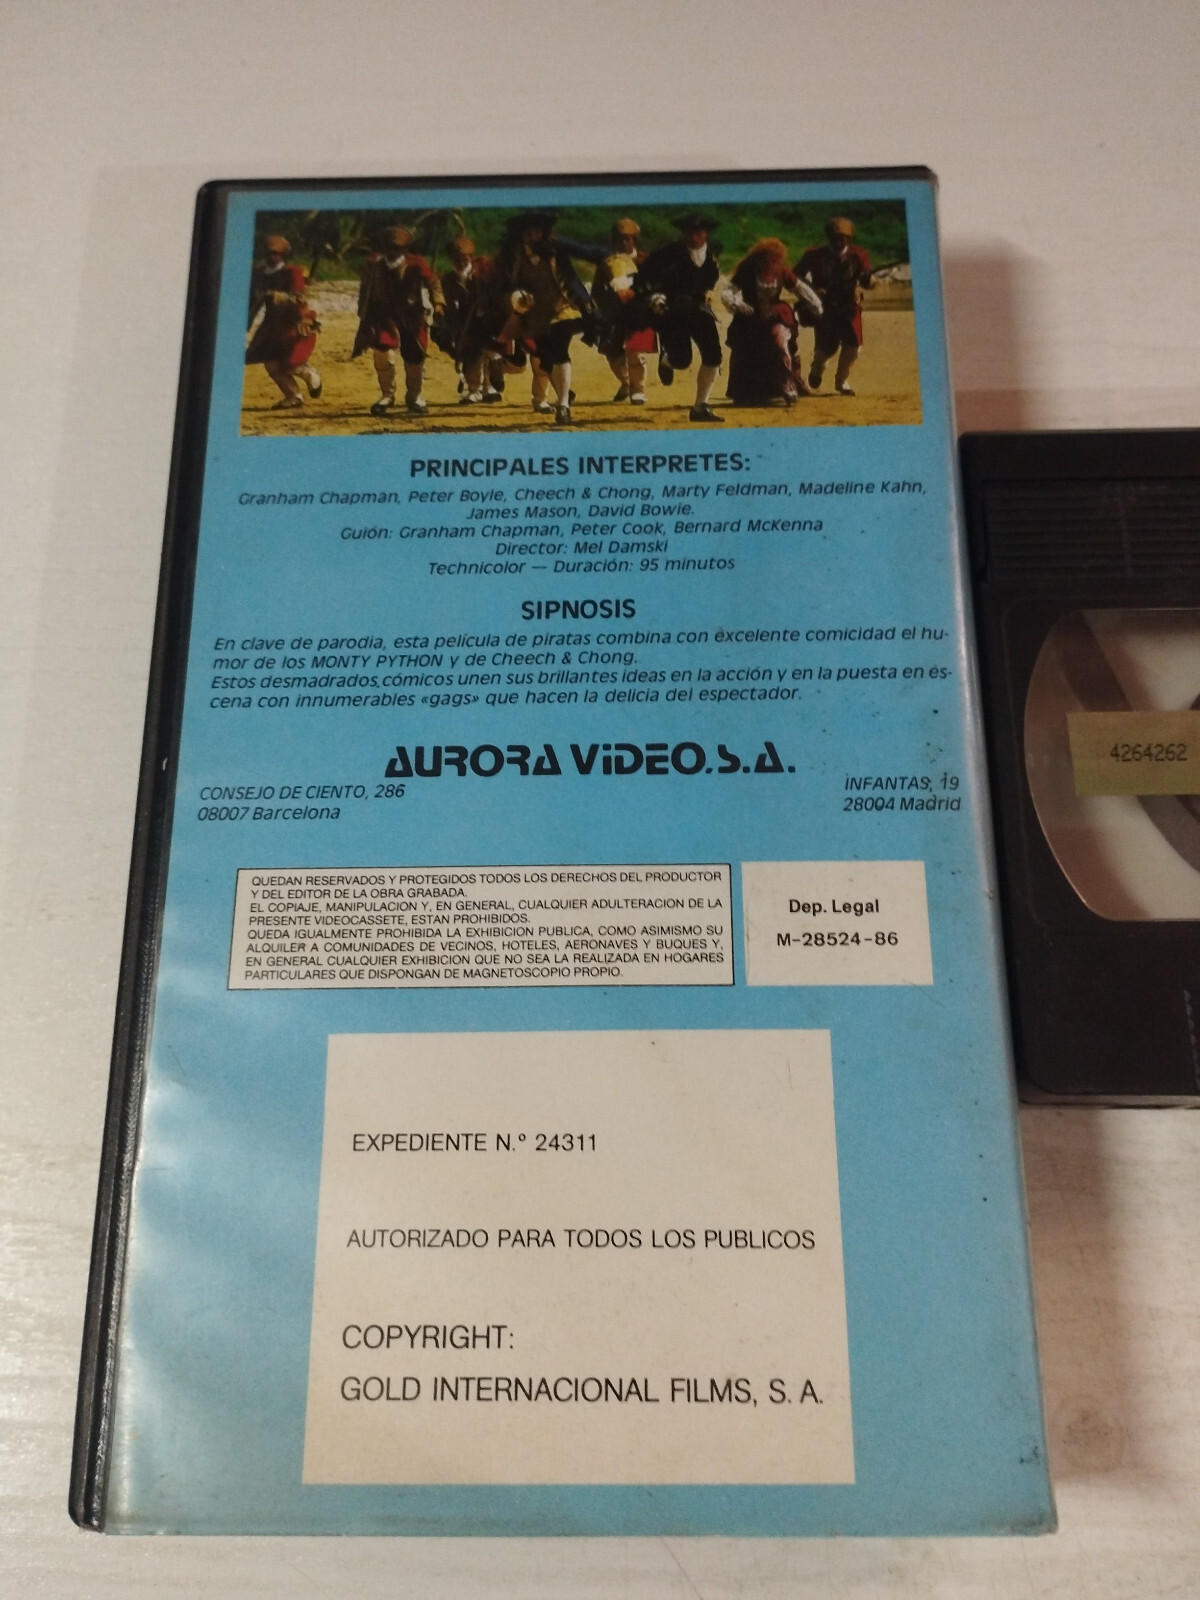 PRINCIPALES INTERPRETES:
Granham Chapman, Peter Boyle, Cheech & Chong, Marty Feldman, Madeline Kahn,
James Mason, David Bowie.
Guión: Granham Chapman, Peter Cook, Bernard McKenna
Director: Mel Damski
Technicolor — Duración: 95 minutos
SIPNOSIS
En clave de parodia, esta película de piratas combina con excelente comicidad el hu-
mor de los MONTY PYTHON y de Cheech & Chong.
Estos desmadrados cómicos unen sus brillantes ideas en la acción y en la puesta en es-
cena con innumerables «gags» que hacen la delicia del espectador.
AURORA ViDEO, S.A.
CONSEJO DE CIENTO, 286
08007 Barcelona
INFANTAS, 19
28004 Madrid
QUEDAN RESERVADOS Y PROTEGIDOS TODOS LOS DERECHOS DEL PRODUCTOR
Y DEL EDITOR DE LA OBRA GRABADA.
EL COPIAJE, MANIPULACION Y, EN GENERAL, CUALQUIER ADULTERACION DE LA
PRESENTE VIDEOCASSETE, ESTAN PROHIBIDOS.
QUEDA IGUALMENTE PROHIBIDA LA EXHIBICION PUBLICA, COMO ASIMISMO SU
ALQUILER A COMUNIDADES DE VECINOS, HOTELES, AERONAVES Y BUQUES Y,
EN GENERAL CUALQUIER EXHIBICION QUE NO SEA LA REALIZADA EN HOGARES
PARTICULARES QUE DISPONGAN DE MAGNETOSCOPIO PROPIO.
Dep. Legal
M-28524-86
EXPEDIENTE N.º 24311
AUTORIZADO PARA TODOS LOS PUBLICOS
COPYRIGHT:
GOLD INTERNACIONAL FILMS, S. A.
4264262